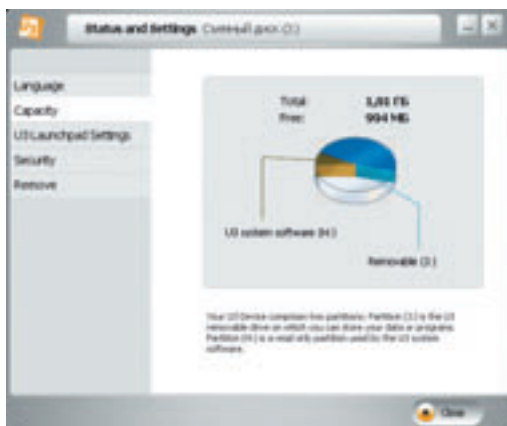 Status and Settings Съемный диск (J:)
Language
Capacity
U3 Launchpad Settings
Security
Remove
Total: 1,91 ГБ
Free: 994 МБ
U3 system software (H:)
Removable (J:)
Your U3 Device comprises two partitions: Partition (J:) is the U3
removable drive on which you can store your data or programs.
Partition (H:) is a read only partition used by the U3 system
software.
Close